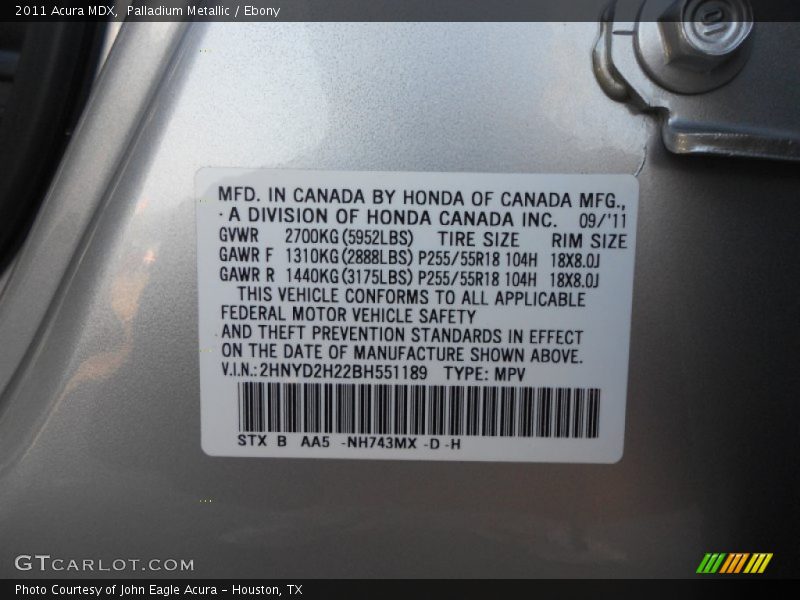 2011 Acura MDX, Palladium Metallic / Ebony
MFD. IN CANADA BY HONDA OF CANADA MFG.,
A DIVISION OF HONDA CANADA INC. 09/'11
GVWR 2700KG(5952LBS) TIRE SIZE RIM SIZE
GAWR F 1310KG(2888LBS) P255/55R18 104H 18X8.0J
GAWR R 1440KG(3175LBS) P255/55R18 104H 18X8.0J
THIS VEHICLE CONFORMS TO ALL APPLICABLE
FEDERAL MOTOR VEHICLE SAFETY
AND THEFT PREVENTION STANDARDS IN EFFECT
ON THE DATE OF MANUFACTURE SHOWN ABOVE.
V.I.N.:2HNYD2H22BH551189 TYPE: MPV
STX B AA5 -NH743MX -D -H
GTCARLOT.COM
Photo Courtesy of John Eagle Acura - Houston, TX